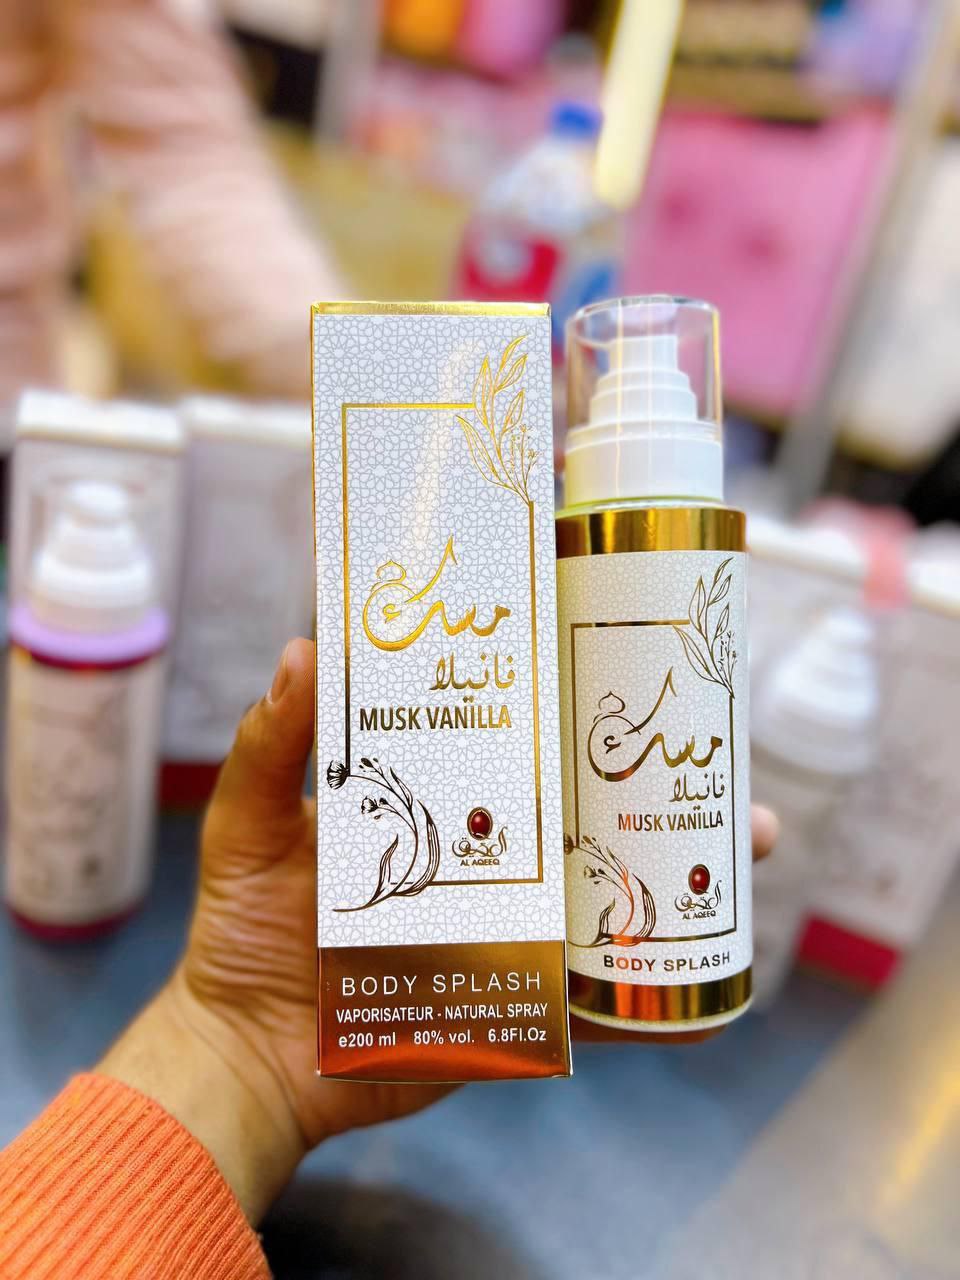 مسك
فانيلا
MUSK VANILLA
العقيق
AL AQEEQ
BODY SPLASH
VAPORISATEUR - NATURAL SPRAY
e200 ml 80% vol. 6.8Fl.Oz
مسك
فانيلا
MUSK VANILLA
العقيق
AL AQEEQ
BODY SPLASH